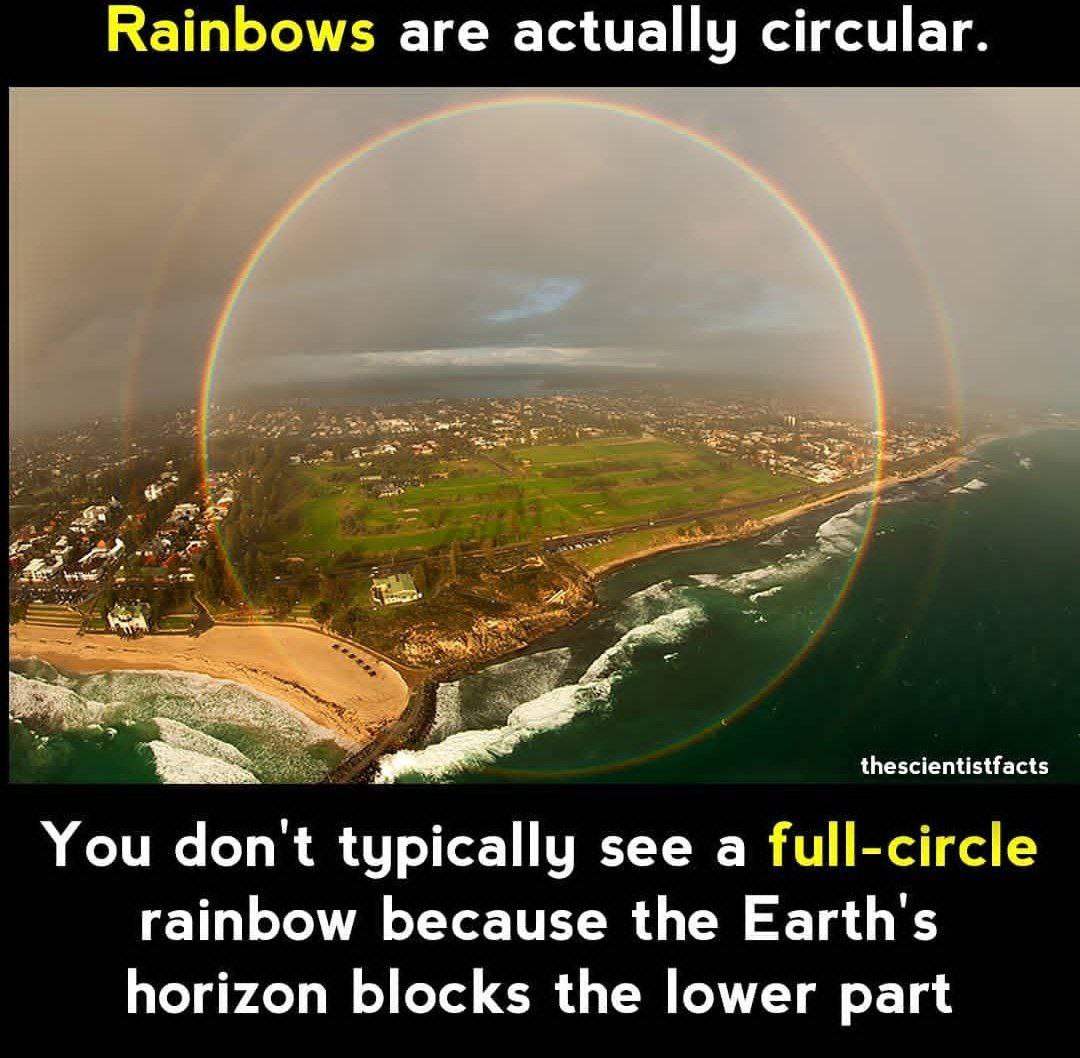 Rainbows are actually circular.
thescientistfacts
You don't typically see a full-circle
rainbow because the Earth's
horizon blocks the lower part